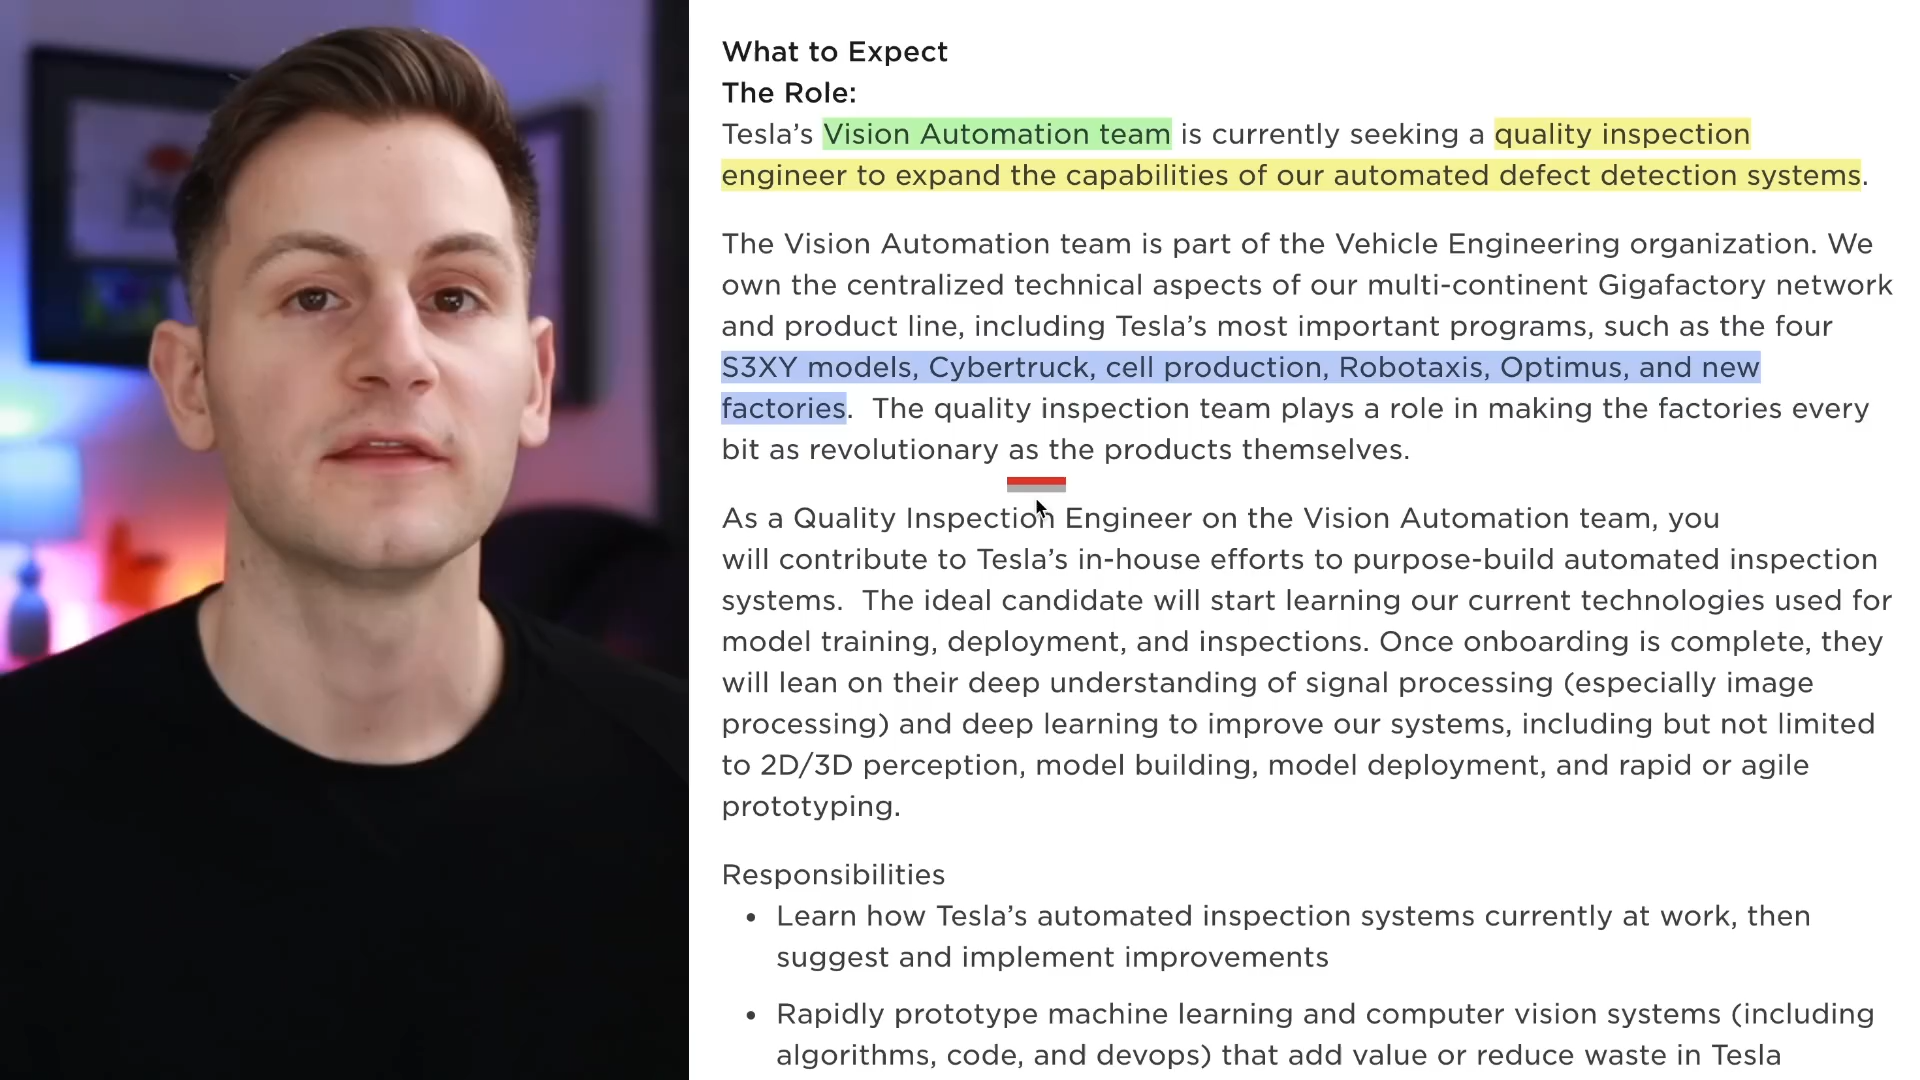 What to Expect
The Role:
Tesla’s Vision Automation team is currently seeking a quality inspection
engineer to expand the capabilities of our automated defect detection systems.
The Vision Automation team is part of the Vehicle Engineering organization. We
own the centralized technical aspects of our multi-continent Gigafactory network
and product line, including Tesla’s most important programs, such as the four
S3XY models, Cybertruck, cell production, Robotaxis, Optimus, and new
factories.  The quality inspection team plays a role in making the factories every
bit as revolutionary as the products themselves.
As a Quality Inspection Engineer on the Vision Automation team, you
will contribute to Tesla’s in-house efforts to purpose-build automated inspection
systems.  The ideal candidate will start learning our current technologies used for
model training, deployment, and inspections. Once onboarding is complete, they
will lean on their deep understanding of signal processing (especially image
processing) and deep learning to improve our systems, including but not limited
to 2D/3D perception, model building, model deployment, and rapid or agile
prototyping.
Responsibilities
• Learn how Tesla’s automated inspection systems currently at work, then
suggest and implement improvements
• Rapidly prototype machine learning and computer vision systems (including
algorithms, code, and devops) that add value or reduce waste in Tesla